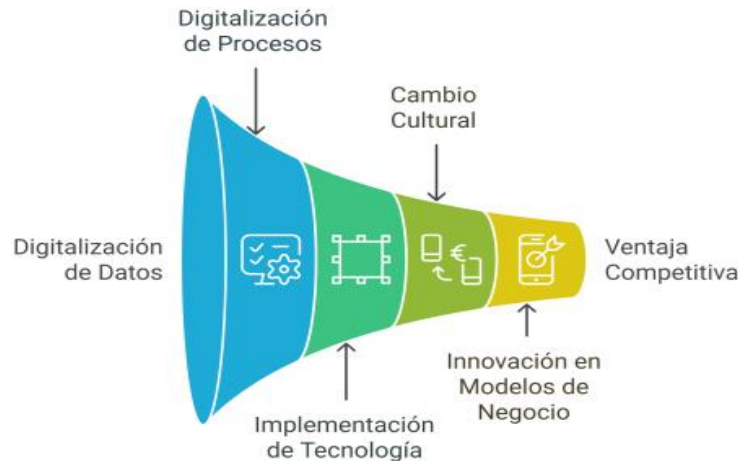 Digitalización
de Procesos
Cambio
Cultural
Digitalización
de Datos
€
Ventaja
Competitiva
Innovación en
Modelos de
Negocio
Implementación
de Tecnología